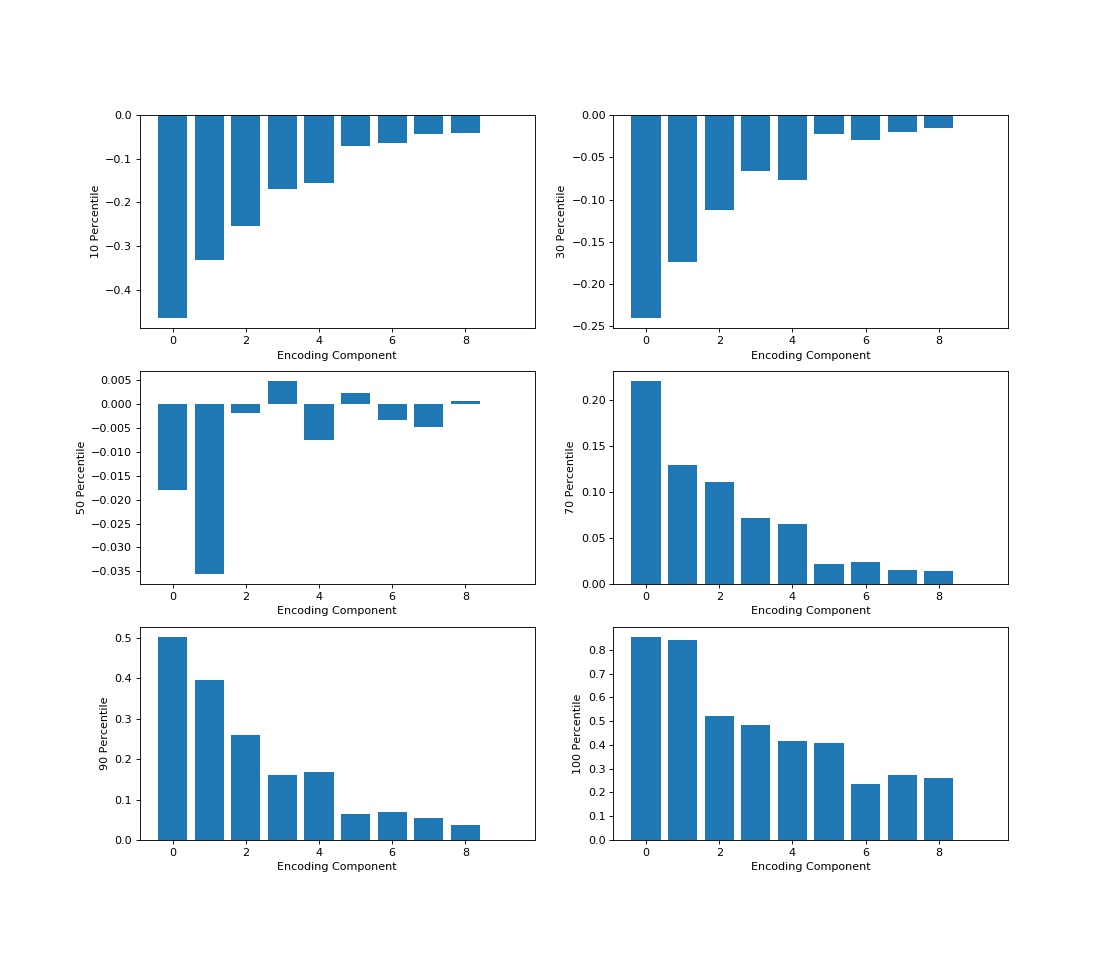 0.0
−0.1
−0.2
−0.3
−0.4
10 Percentile
0 2 4 6 8
Encoding Component
0.00
−0.05
−0.10
−0.15
−0.20
−0.25
30 Percentile
0 2 4 6 8
Encoding Component
0.005
0.000
−0.005
−0.010
−0.015
−0.020
−0.025
−0.030
−0.035
50 Percentile
0 2 4 6 8
Encoding Component
0.20
0.15
0.10
0.05
0.00
70 Percentile
0 2 4 6 8
Encoding Component
0.5
0.4
0.3
0.2
0.1
0.0
90 Percentile
0 2 4 6 8
Encoding Component
0.8
0.7
0.6
0.5
0.4
0.3
0.2
0.1
0.0
100 Percentile
0 2 4 6 8
Encoding Component